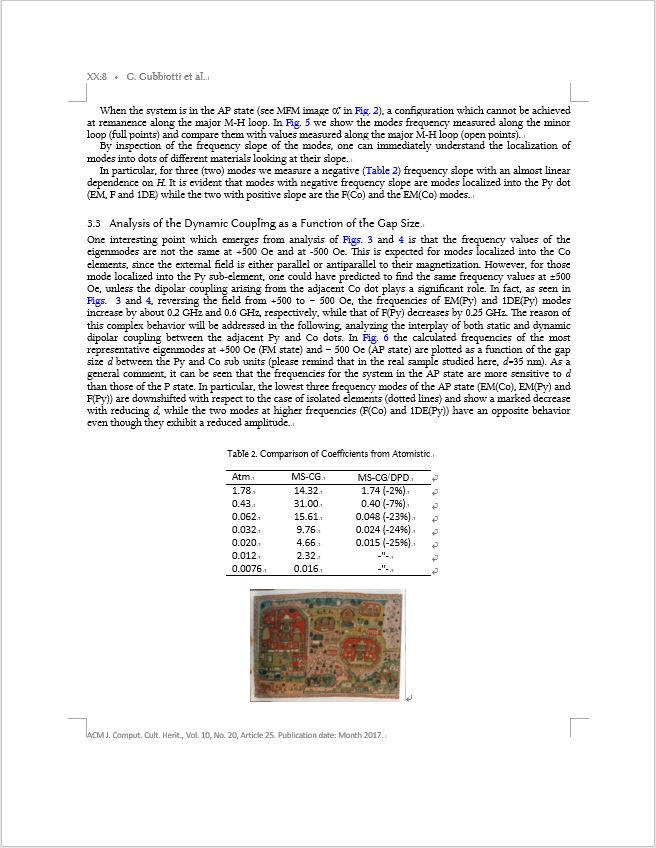 XX:8 • G. Gubbiotti et al.
When the system is in the AP state (see MFM image α'' in Fig. 2), a configuration which cannot be achieved
at remanence along the major M-H loop. In Fig. 5 we show the modes frequency measured along the minor
loop (full points) and compare them with values measured along the major M-H loop (open points).
By inspection of the frequency slope of the modes, one can immediately understand the localization of
modes into dots of different materials looking at their slope.
In particular, for three (two) modes we measure a negative (Table 2) frequency slope with an almost linear
dependence on H. It is evident that modes with negative frequency slope are modes localized into the Py dot
(EM, F and 1DE) while the two with positive slope are the F(Co) and the EM(Co) modes.
3.3 Analysis of the Dynamic Coupling as a Function of the Gap Size
One interesting point which emerges from analysis of Figs. 3 and 4 is that the frequency values of the
eigenmodes are not the same at +500 Oe and at -500 Oe. This is expected for modes localized into the Co
elements, since the external field is either parallel or antiparallel to their magnetization. However, for those
mode localized into the Py sub-element, one could have predicted to find the same frequency values at ±500
Oe, unless the dipolar coupling arising from the adjacent Co dot plays a significant role. In fact, as seen in
Figs. 3 and 4, reversing the field from +500 to − 500 Oe, the frequencies of EM(Py) and 1DE(Py) modes
increase by about 0.2 GHz and 0.6 GHz, respectively, while that of F(Py) decreases by 0.25 GHz. The reason of
this complex behavior will be addressed in the following, analyzing the interplay of both static and dynamic
dipolar coupling between the adjacent Py and Co dots. In Fig. 6 the calculated frequencies of the most
representative eigenmodes at +500 Oe (FM state) and − 500 Oe (AP state) are plotted as a function of the gap
size d between the Py and Co sub units (please remind that in the real sample studied here, d=35 nm). As a
general comment, it can be seen that the frequencies for the system in the AP state are more sensitive to d
than those of the P state. In particular, the lowest three frequency modes of the AP state (EM(Co), EM(Py) and
F(Py)) are downshifted with respect to the case of isolated elements (dotted lines) and show a marked decrease
with reducing d, while the two modes at higher frequencies (F(Co) and 1DE(Py)) have an opposite behavior
even though they exhibit a reduced amplitude.
Table 2. Comparison of Coefficients from Atomistic
Atm. MS-CG MS-CG/DPD
1.78 14.32 1.74 (-2%)
0.43 31.00 0.40 (-7%)
0.062 15.61 0.048 (-23%)
0.032 9.76 0.024 (-24%)
0.020 4.66 0.015 (-25%)
0.012 2.32 -"-
0.0076 0.016 -"-
ACM J. Comput. Cult. Herit., Vol. 10, No. 20, Article 25. Publication date: Month 2017.